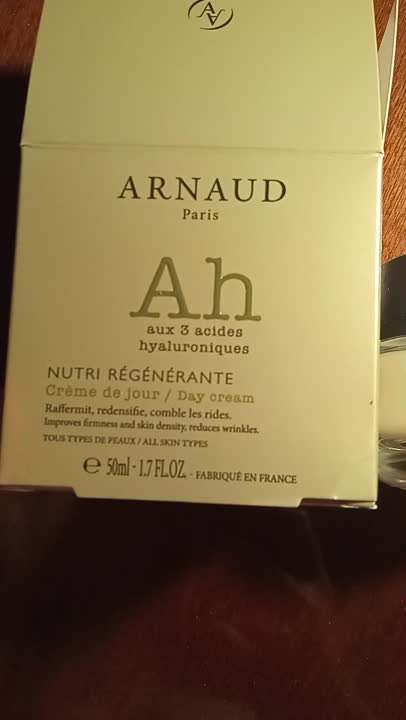 ARNAUD
Paris
Ah
aux 3 acides
hyaluroniques
NUTRI RÉGÉNÉRANTE
Crème de jour / Day cream
Raffermit, redensifie, comble les rides.
Improves firmness and skin density, reduces wrinkles.
TOUS TYPES DE PEAUX / ALL SKIN TYPES
℮ 50ml - 1.7 FL.OZ. - FABRIQUÉ EN FRANCE